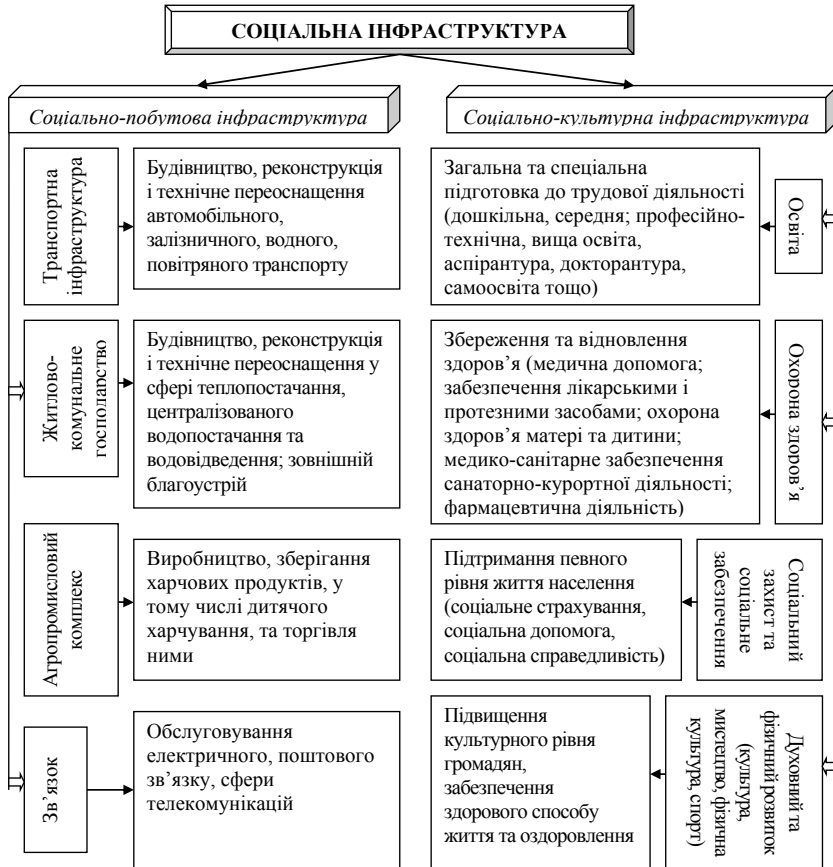 СОЦІАЛЬНА ІНФРАСТРУКТУРА
Соціально-побутова інфраструктура
Транспортна
інфраструктура
Будівництво, реконструкція
і технічне переоснащення
автомобільного,
залізничного, водного,
повітряного транспорту
Житлово-
комунальне
господарство
Будівництво, реконструкція
і технічне переоснащення у
сфері теплопостачання,
централізованого
водопостачання та
водовідведення; зовнішній
благоустрій
Агропромисловий
комплекс
Виробництво, зберігання
харчових продуктів, у
тому числі дитячого
харчування, та торгівля
ними
Зв’язок
Обслуговування
електричного, поштового
зв’язку, сфери
телекомунікацій
Соціально-культурна інфраструктура
Загальна та спеціальна
підготовка до трудової діяльності
(дошкільна, середня; професійно-
технічна, вища освіта,
аспірантура, докторантура,
самоосвіта тощо)
Освіта
Збереження та відновлення
здоров’я (медична допомога;
забезпечення лікарськими і
протезними засобами; охорона
здоров’я матері та дитини;
медико-санітарне забезпечення
санаторно-курортної діяльності;
фармацевтична діяльність)
Охорона здоров’я
Підтримання певного
рівня життя населення
(соціальне страхування,
соціальна допомога,
соціальна справедливість)
Соціальний
захист та
соціальне
забезпечення
Підвищення
культурного рівня
громадян,
забезпечення
здорового способу
життя та оздоровлення
Духовний та
фізичний розвиток
(культура,
мистецтво, фізична
культура, спорт)